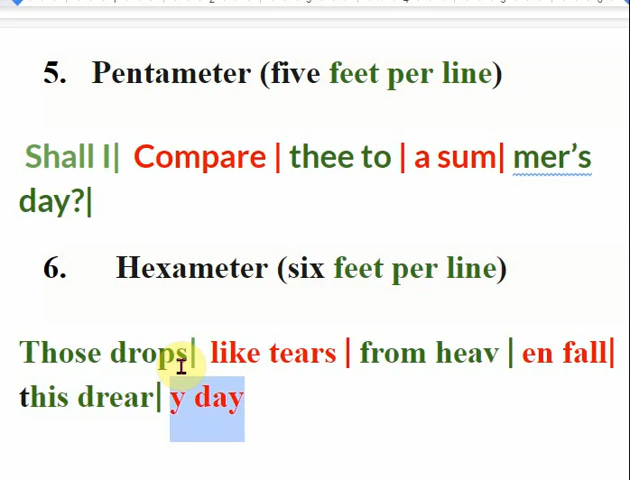 5. Pentameter (five feet per line)
Shall I| Compare | thee to | a sum| mer’s
day?|
6. Hexameter (six feet per line)
Those drops| like tears | from heav | en fall|
this drear| y day